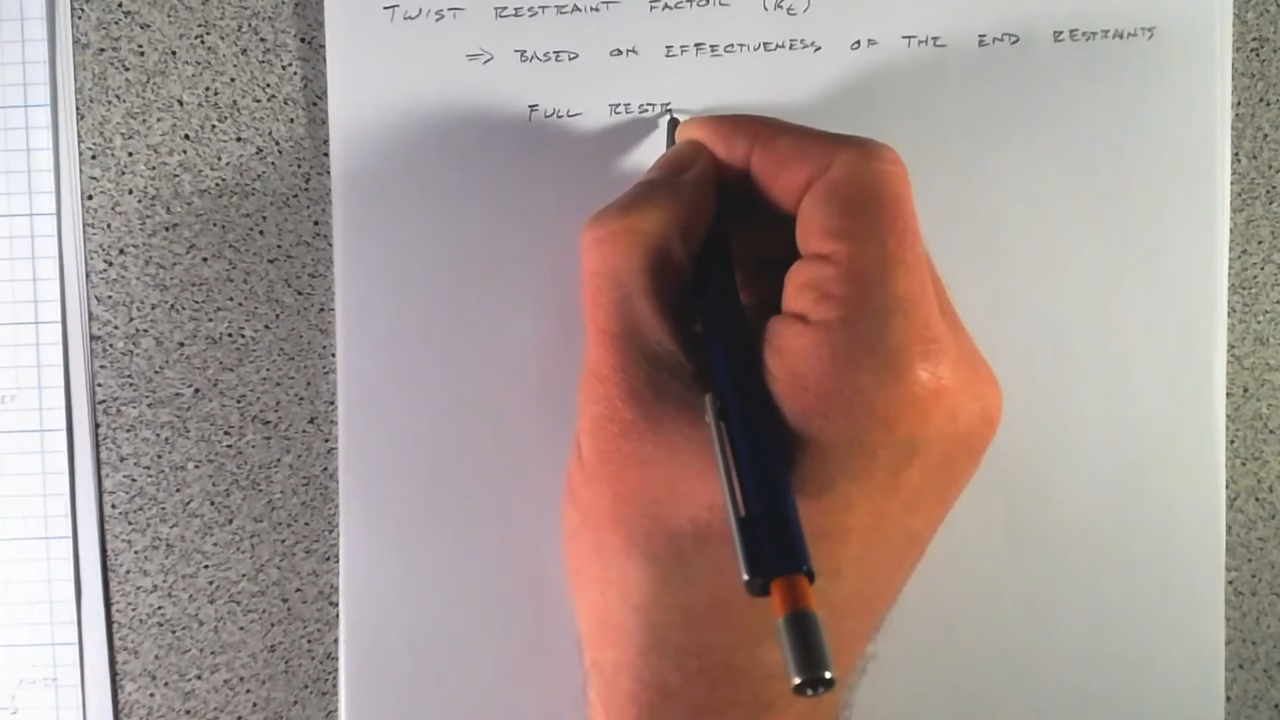 TWIST RESTRAINT FACTOR (kt)
⇒ BASED ON EFFECTIVENESS OF THE END RESTRAINTS
FULL RESTR